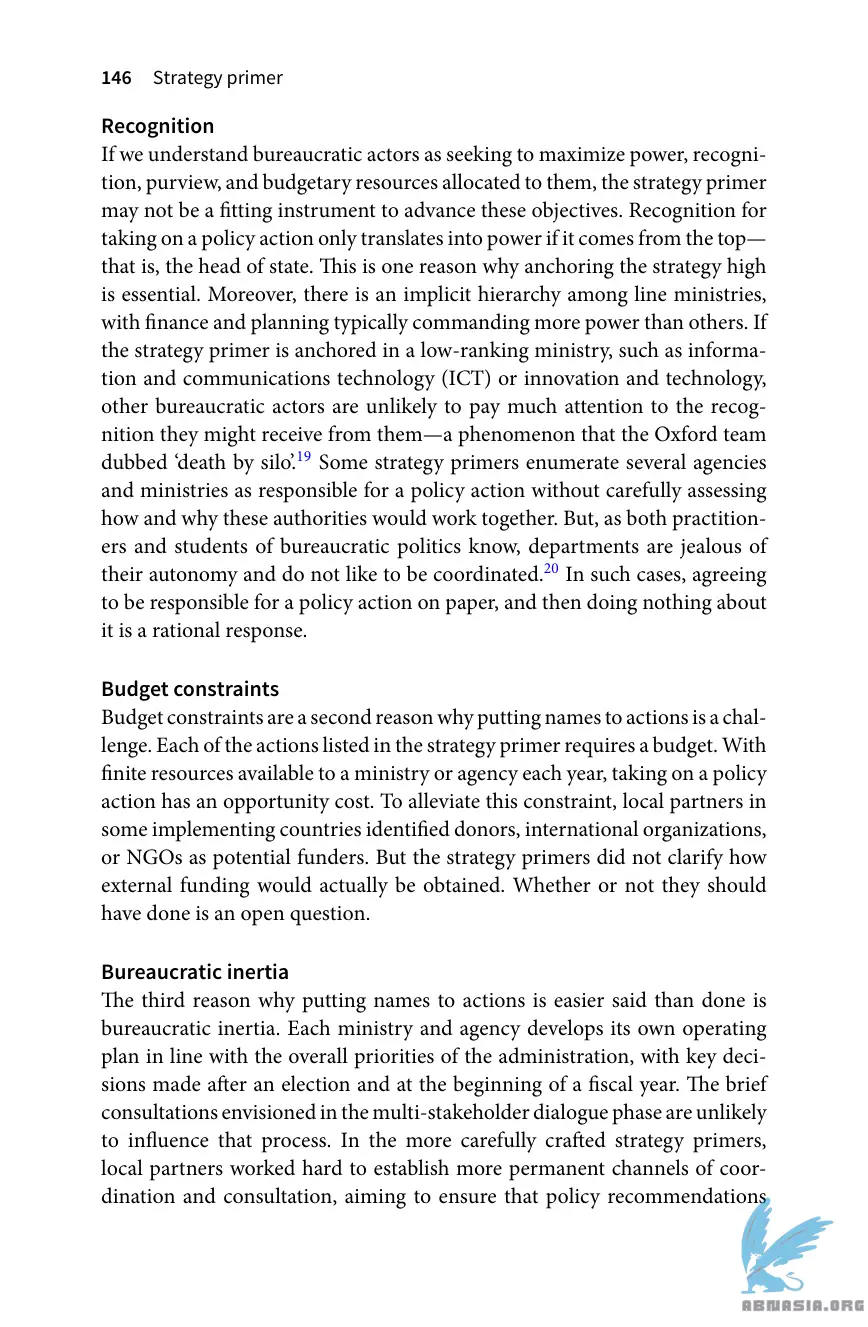 146 Strategy primer
Recognition
If we understand bureaucratic actors as seeking to maximize power, recogni-
tion, purview, and budgetary resources allocated to them, the strategy primer
may not be a fitting instrument to advance these objectives. Recognition for
taking on a policy action only translates into power if it comes from the top—
that is, the head of state. This is one reason why anchoring the strategy high
is essential. Moreover, there is an implicit hierarchy among line ministries,
with finance and planning typically commanding more power than others. If
the strategy primer is anchored in a low-ranking ministry, such as informa-
tion and communications technology (ICT) or innovation and technology,
other bureaucratic actors are unlikely to pay much attention to the recog-
nition they might receive from them—a phenomenon that the Oxford team
dubbed ‘death by silo’.19 Some strategy primers enumerate several agencies
and ministries as responsible for a policy action without carefully assessing
how and why these authorities would work together. But, as both practition-
ers and students of bureaucratic politics know, departments are jealous of
their autonomy and do not like to be coordinated.20 In such cases, agreeing
to be responsible for a policy action on paper, and then doing nothing about
it is a rational response.
Budget constraints
Budget constraints are a second reason why putting names to actions is a chal-
lenge. Each of the actions listed in the strategy primer requires a budget. With
finite resources available to a ministry or agency each year, taking on a policy
action has an opportunity cost. To alleviate this constraint, local partners in
some implementing countries identified donors, international organizations,
or NGOs as potential funders. But the strategy primers did not clarify how
external funding would actually be obtained. Whether or not they should
have done is an open question.
Bureaucratic inertia
The third reason why putting names to actions is easier said than done is
bureaucratic inertia. Each ministry and agency develops its own operating
plan in line with the overall priorities of the administration, with key deci-
sions made after an election and at the beginning of a fiscal year. The brief
consultations envisioned in the multi-stakeholder dialogue phase are unlikely
to influence that process. In the more carefully crafted strategy primers,
local partners worked hard to establish more permanent channels of coor-
dination and consultation, aiming to ensure that policy recommendations
ABNASIA.ORG